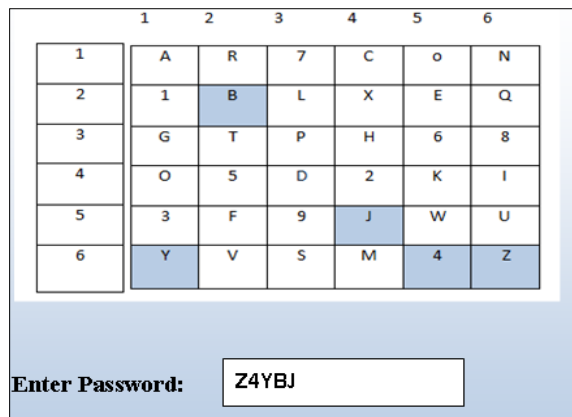 1 2 3 4 5 6
1 A R 7 C o N
2 1 B L X E Q
3 G T P H 6 8
4 O 5 D 2 K I
5 3 F 9 J W U
6 Y V S M 4 Z
Enter Password: Z4YBJ